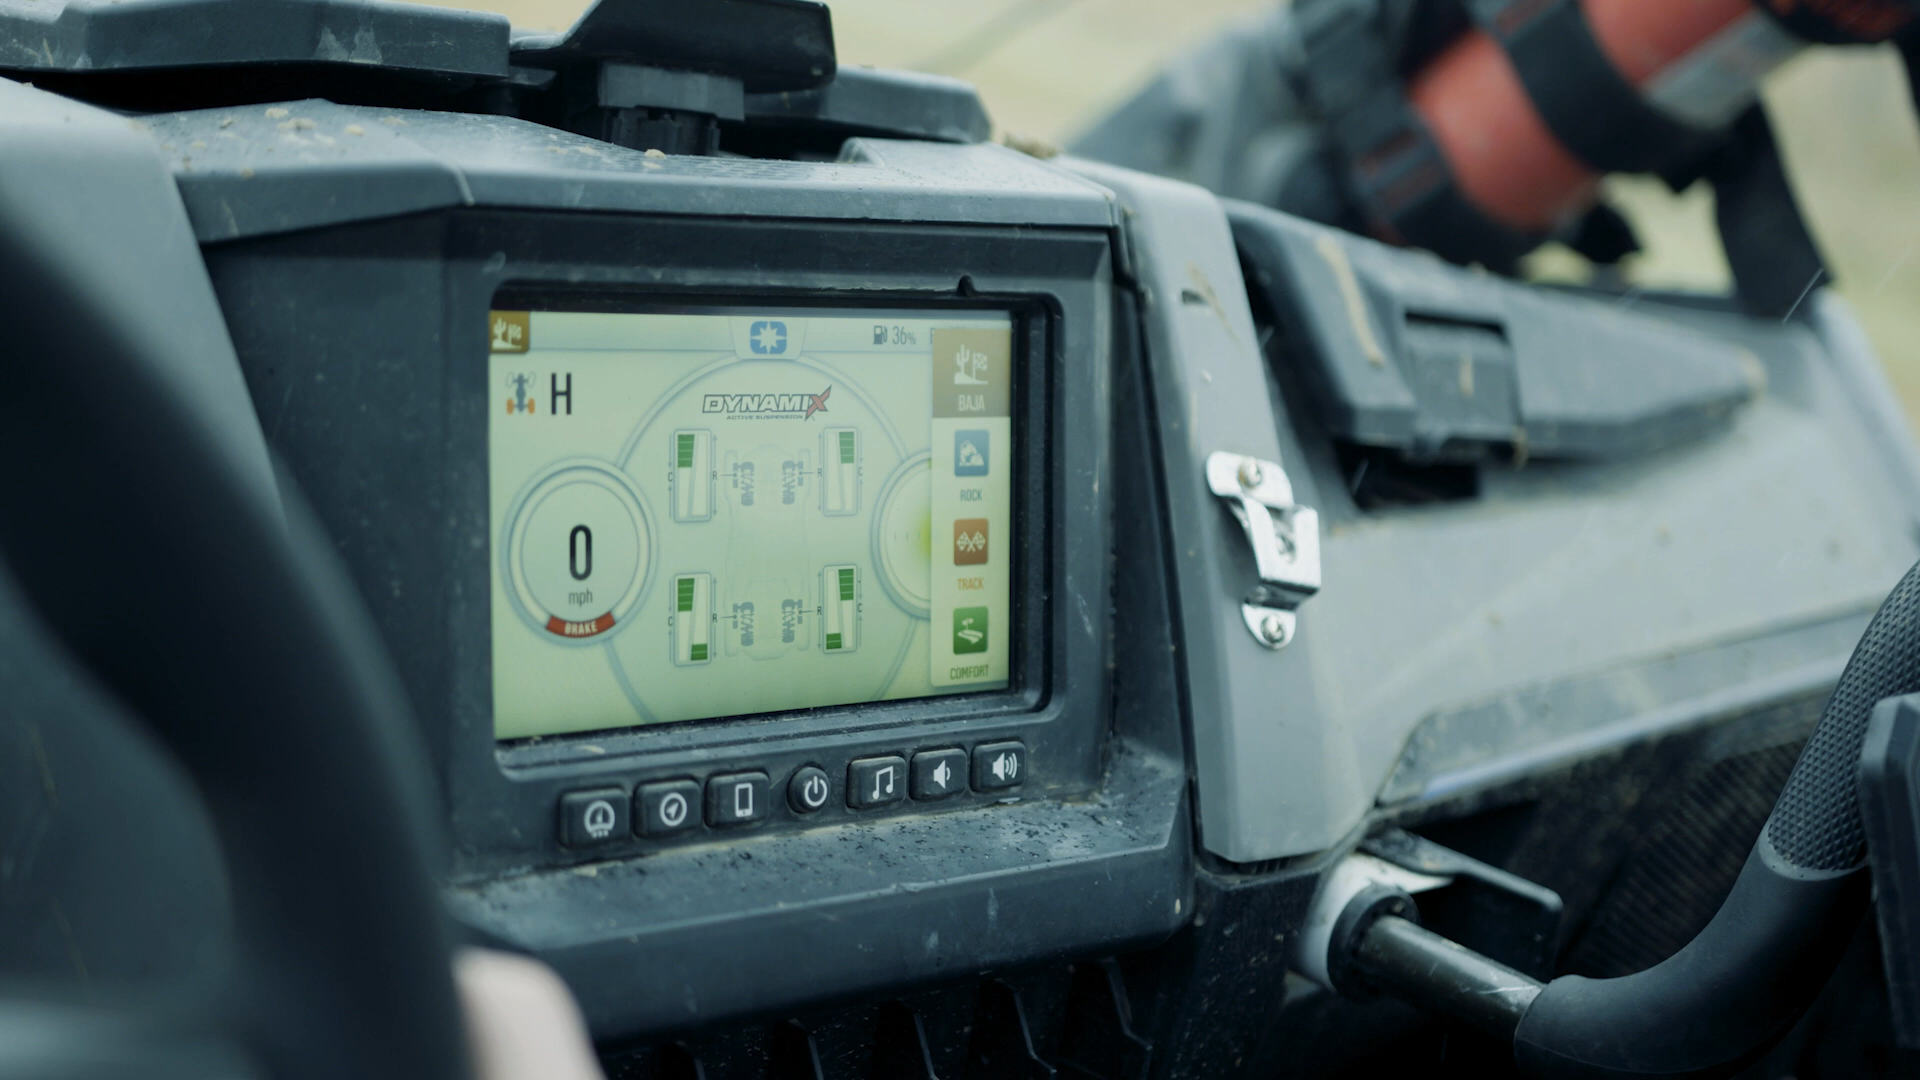 36%
H
DYNAMIX
ACTIVE SUSPENSION
BAJA
C R R C
ROCK
0
mph
BRAKE
TRACK
C R R C
COMFORT